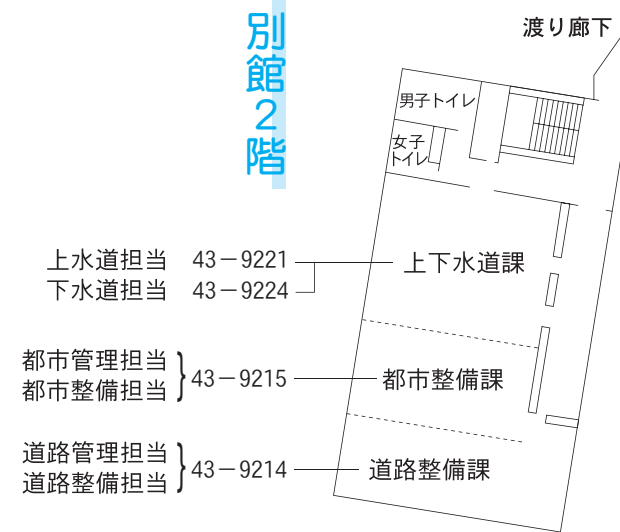 別館2階
渡り廊下
男子トイレ
女子
トイレ
上水道担当 43－9221
下水道担当 43－9224
上下水道課
都市管理担当
都市整備担当
43－9215
都市整備課
道路管理担当
道路整備担当
43－9214
道路整備課